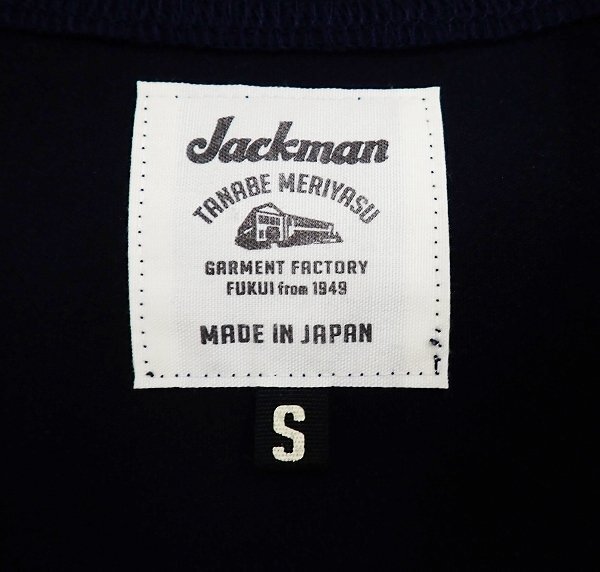 Jackman
TANABE MERIYASU
GARMENT FACTORY
FUKUI from 1949
MADE IN JAPAN
S